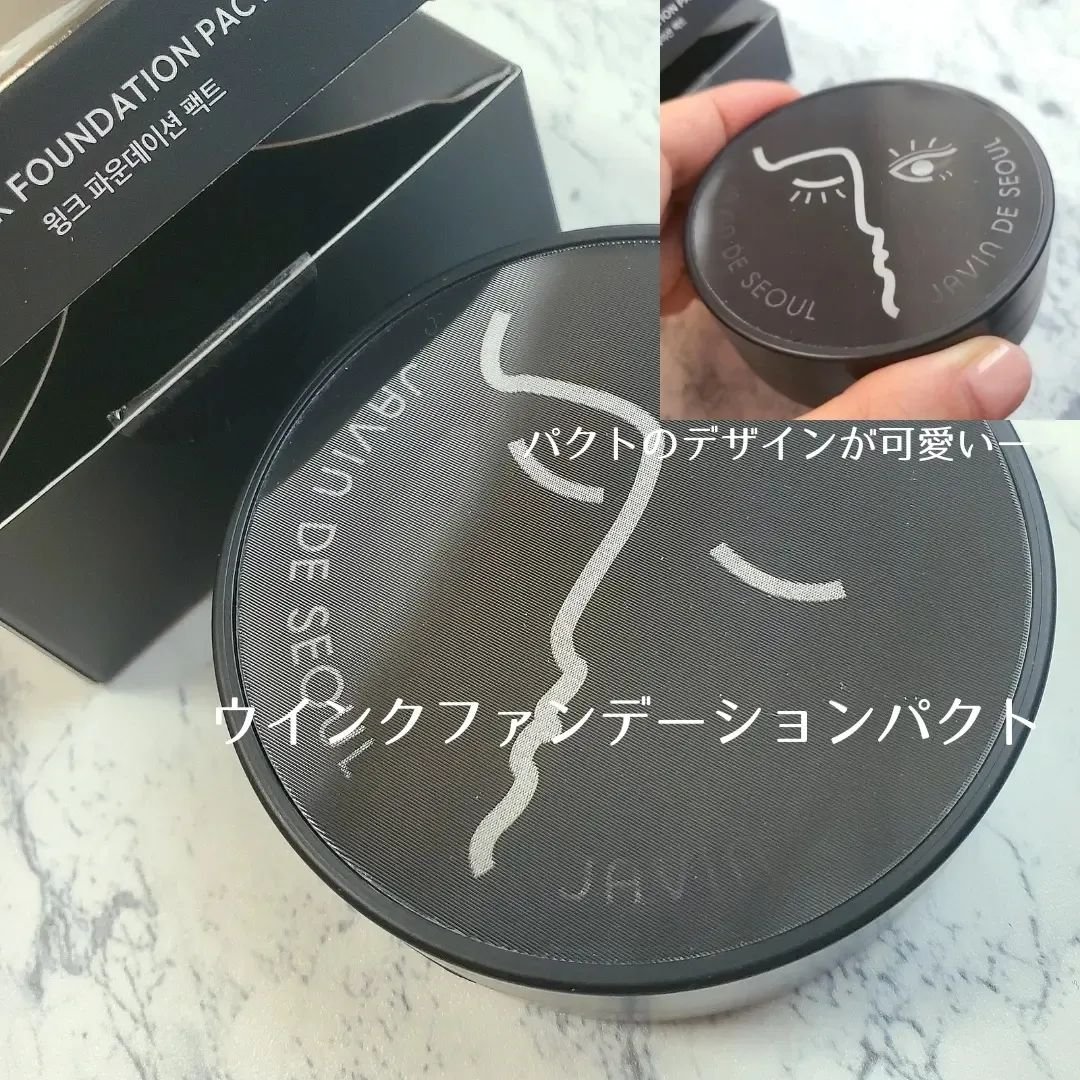 FOUNDATION PACT
윙크 파운데이션 팩트
DE SEOUL
JAVIN DE SEOUL
パクトのデザインが可愛いー
JAVIN DE SEOUL
ウインクファンデーションパクト
JAVIN